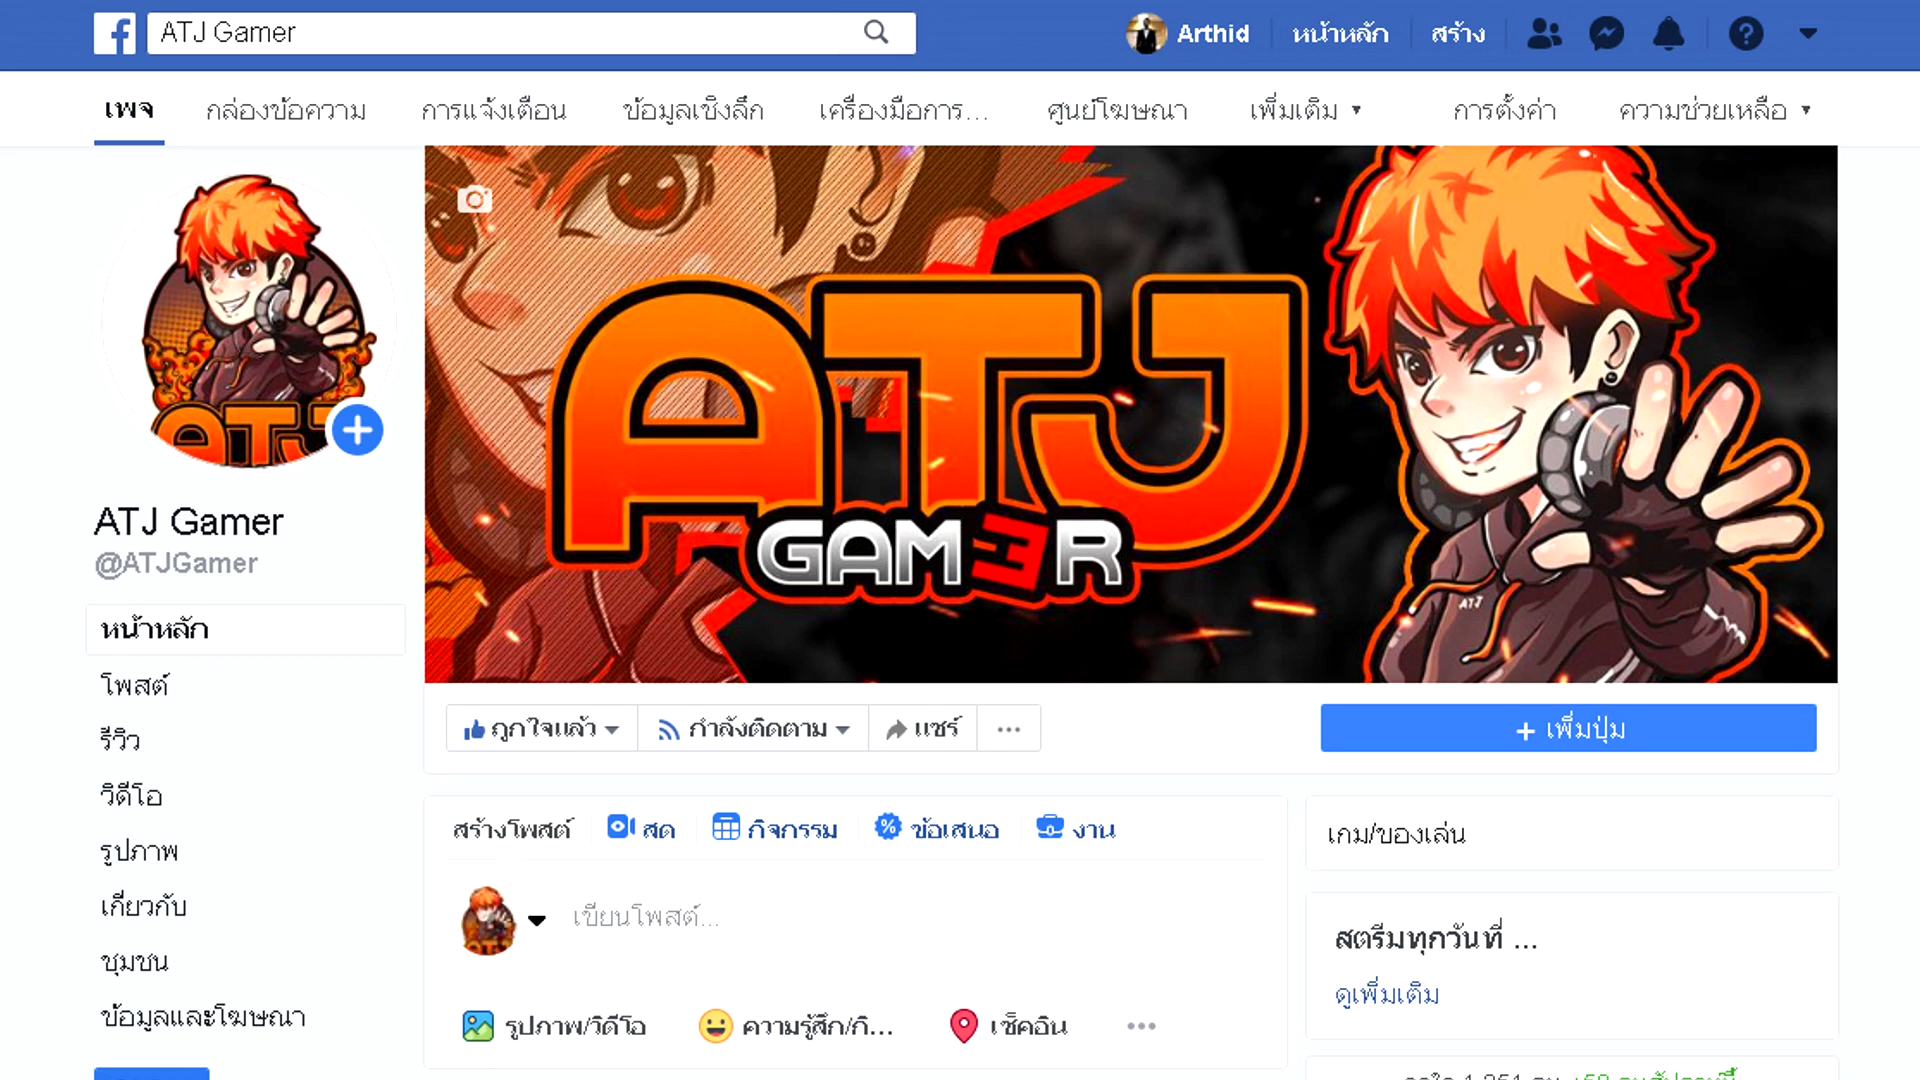 ATJ Gamer
Arthid
หน้าหลัก
สร้าง
เพจ
กล่องข้อความ
การแจ้งเตือน
ข้อมูลเชิงลึก
เครื่องมือการ...
ศูนย์โฆษณา
เพิ่มเติม
การตั้งค่า
ความช่วยเหลือ
ATJ
ATJ
GAMER
ATJ
ATJ Gamer
@ATJGamer
หน้าหลัก
โพสต์
รีวิว
วิดีโอ
รูปภาพ
เกี่ยวกับ
ชุมชน
ข้อมูลและโฆษณา
ถูกใจแล้ว
กำลังติดตาม
แชร์
+ เพิ่มปุ่ม
สร้างโพสต์
สด
กิจกรรม
ข้อเสนอ
งาน
เขียนโพสต์...
รูปภาพ/วิดีโอ
ความรู้สึก/กิ...
เช็คอิน
เกม/ของเล่น
สตรีมทุกวันที่ ...
ดูเพิ่มเติม